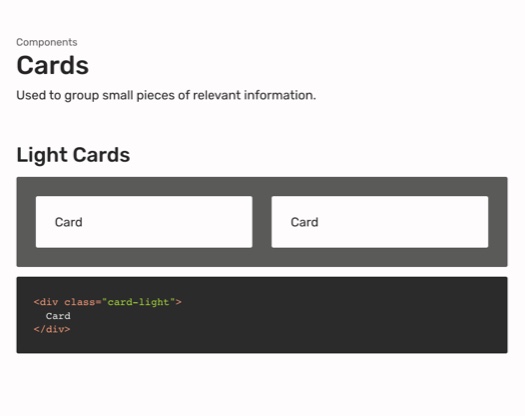 Components
Cards
Used to group small pieces of relevant information.
Light Cards
Card Card
<div class="card-light">
Card
</div>